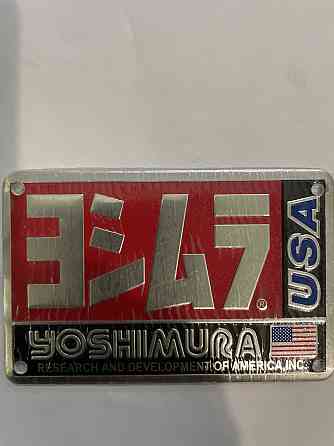 ヨシムラ®
USA
YOSHIMURA
RESEARCH AND DEVELOPMENT OF AMERICA, INC.